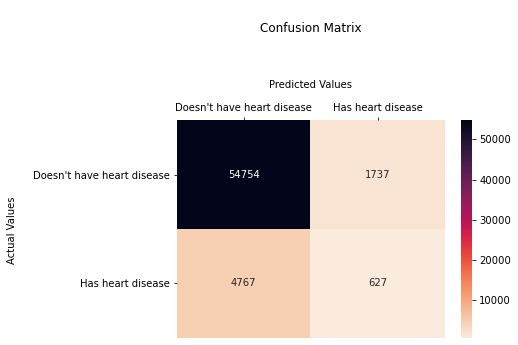 Confusion Matrix
Predicted Values
Doesn't have heart disease Has heart disease
50000
Doesn't have heart disease 54754 1737
40000
30000
Actual Values
20000
Has heart disease 4767 627
10000